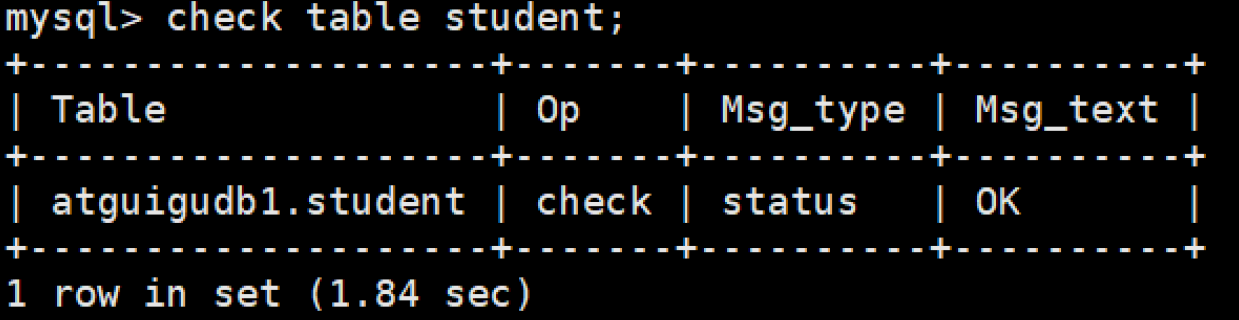 mysql> check table student;
+--------------------+-------+----------+----------+
| Table              | Op    | Msg_type | Msg_text |
+--------------------+-------+----------+----------+
| atguigudb1.student | check | status   | OK       |
+--------------------+-------+----------+----------+
1 row in set (1.84 sec)